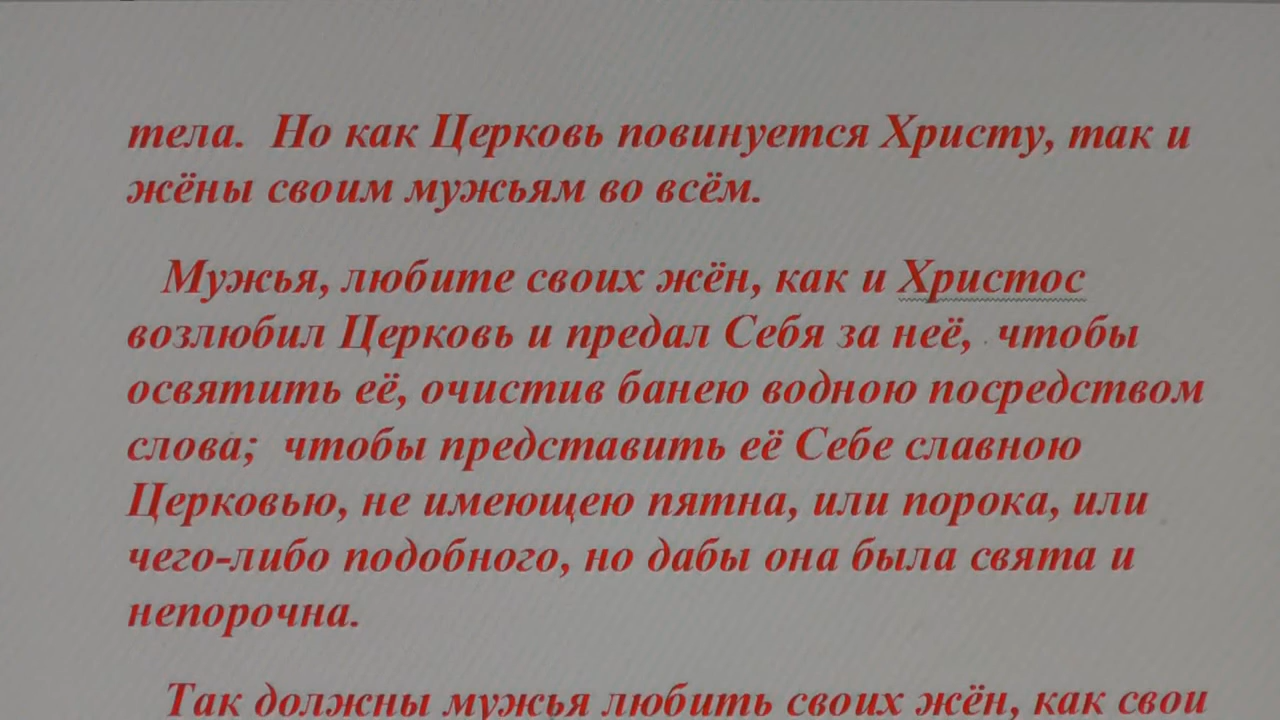 тела.  Но как Церковь повинуется Христу, так и
жёны своим мужьям во всём.
Мужья, любите своих жён, как и Христос
возлюбил Церковь и предал Себя за неё,  чтобы
освятить её, очистив банею водною посредством
слова;  чтобы представить её Себе славною
Церковью, не имеющею пятна, или порока, или
чего-либо подобного, но дабы она была свята и
непорочна.
Так должны мужья любить своих жён, как свои